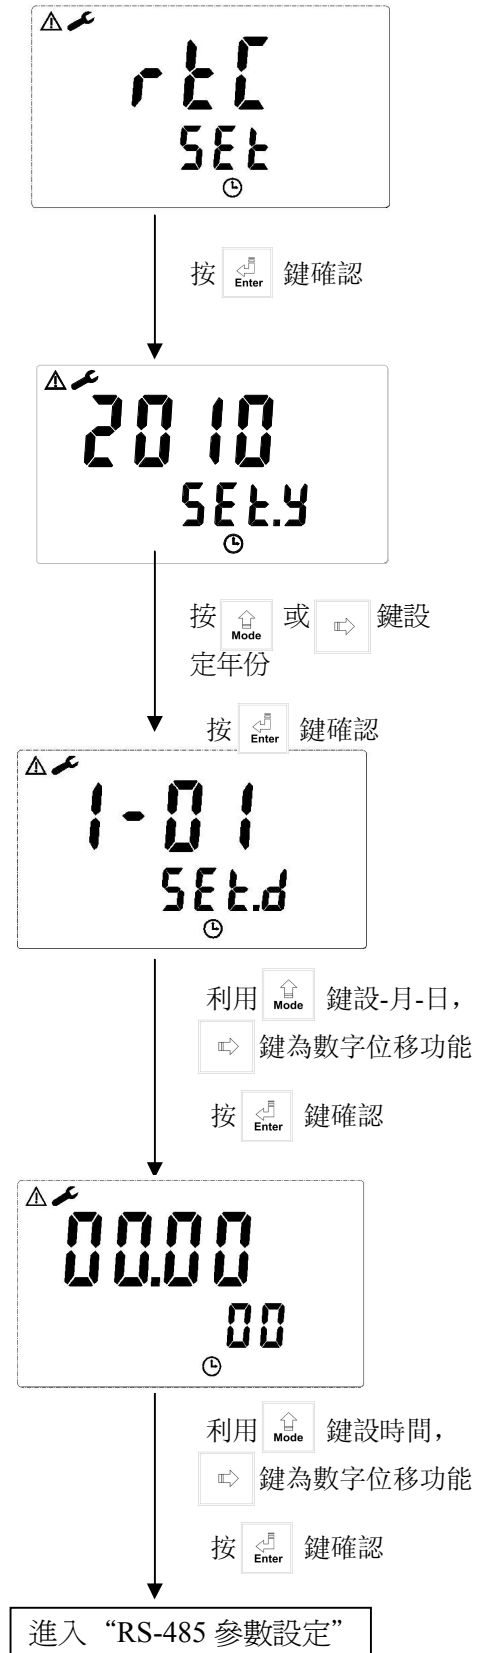 rtC
SEt
按 Enter 鍵確認
2010
SEt.y
按 Mode 或 鍵設
定年份
按 Enter 鍵確認
1-01
SEt.d
利用 Mode 鍵設-月-日，
鍵為數字位移功能
按 Enter 鍵確認
00.00
00
利用 Mode 鍵設時間，
鍵為數字位移功能
按 Enter 鍵確認
進入“RS-485 參數設定”